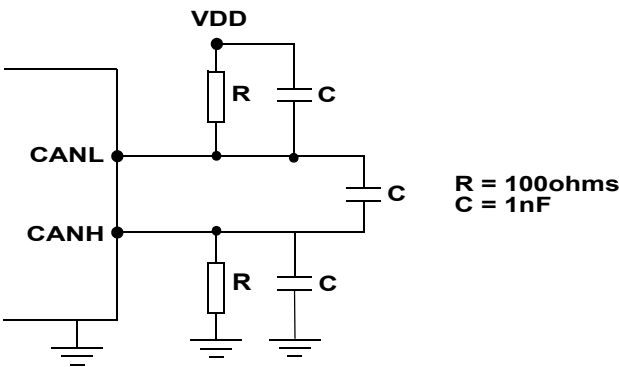 VDD
R
C
CANL
C
R = 100ohms
C = 1nF
CANH
R
C